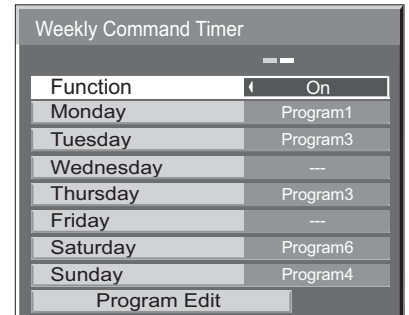 Weekly Command Timer
Function On
Monday Program1
Tuesday Program3
Wednesday ---
Thursday Program3
Friday ---
Saturday Program6
Sunday Program4
Program Edit